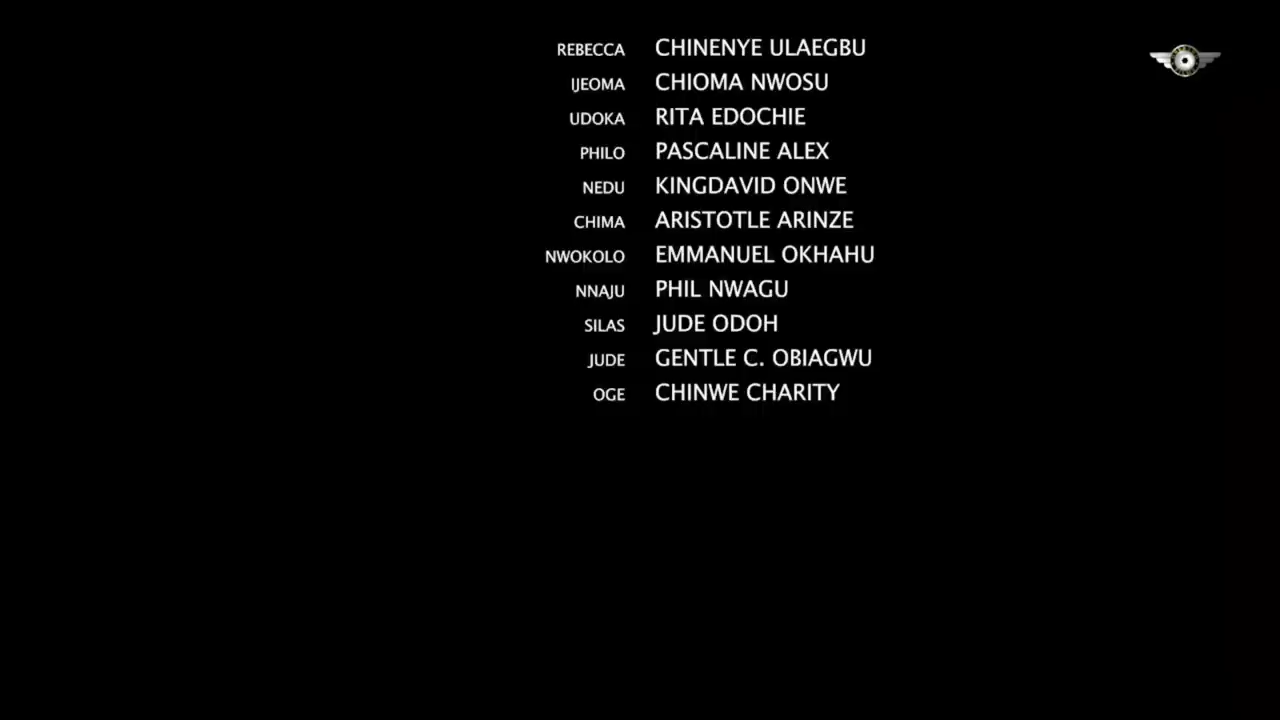 REBECCA CHINENYE ULAEGBU
IJEOMA CHIOMA NWOSU
UDOKA RITA EDOCHIE
PHILO PASCALINE ALEX
NEDU KINGDAVID ONWE
CHIMA ARISTOTLE ARINZE
NWOKOLO EMMANUEL OKHAHU
NNAJU PHIL NWAGU
SILAS JUDE ODOH
JUDE GENTLE C. OBIAGWU
OGE CHINWE CHARITY